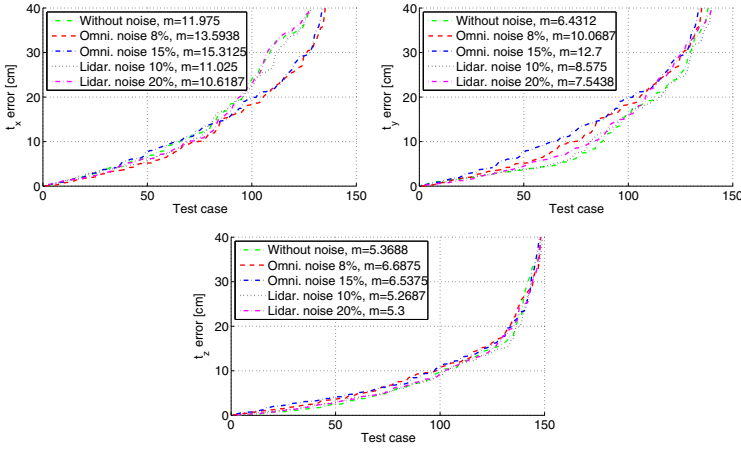 40
30
20
10
0
t_x error [cm]
Without noise, m=11.975
Omni. noise 8%, m=13.5938
Omni. noise 15%, m=15.3125
Lidar. noise 10%, m=11.025
Lidar. noise 20%, m=10.6187
0 50 100 150
Test case
40
30
20
10
0
t_y error [cm]
Without noise, m=6.4312
Omni. noise 8%, m=10.0687
Omni. noise 15%, m=12.7
Lidar. noise 10%, m=8.575
Lidar. noise 20%, m=7.5438
0 50 100 150
Test case
40
30
20
10
0
t_z error [cm]
Without noise, m=5.3688
Omni. noise 8%, m=6.6875
Omni. noise 15%, m=6.5375
Lidar. noise 10%, m=5.2687
Lidar. noise 20%, m=5.3
0 50 100 150
Test case